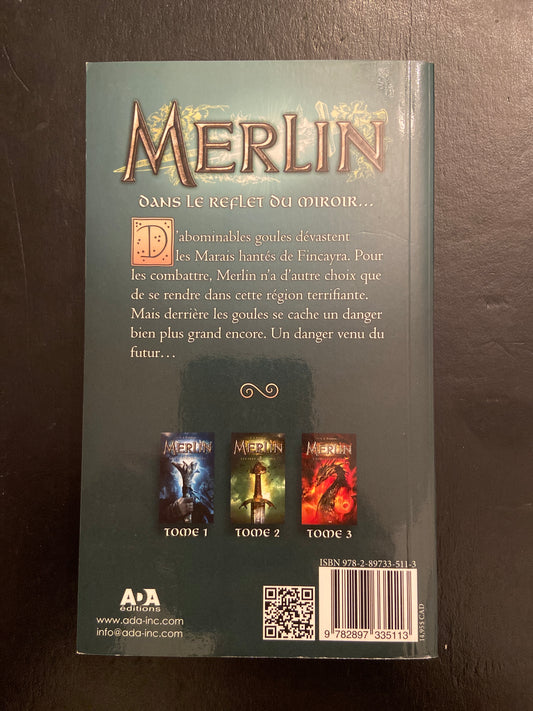 MERLIN
DANS LE REFLET DU MIROIR...
D'abominables goules dévastent
les Marais hantés de Fincayra. Pour
les combattre, Merlin n'a d'autre choix que
de se rendre dans cette région terrifiante.
Mais derrière les goules se cache un danger
bien plus grand encore. Un danger venu du
futur...
MERLIN
MERLIN
MERLIN
TOME 1
TOME 2
TOME 3
ISBN 978-2-89733-511-3
9 782897 335113
14,95$ CAD
ADA
éditions
www.ada-inc.com
info@ada-inc.com